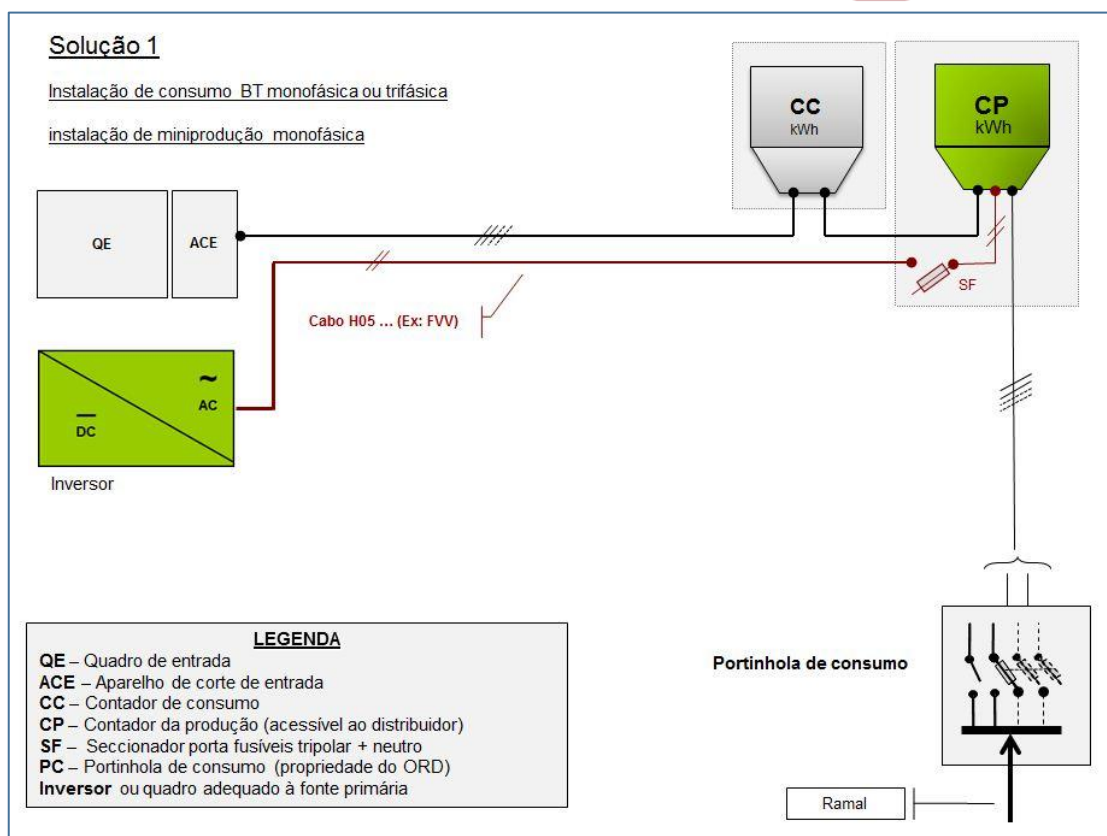 Solução 1
Instalação de consumo BT monofásica ou trifásica
instalação de miniprodução monofásica
CC
kWh
CP
kWh
QE
ACE
SF
Cabo H05 ... (Ex: FVV)
~
AC
DC
Inversor
LEGENDA
QE – Quadro de entrada
ACE – Aparelho de corte de entrada
CC – Contador de consumo
CP – Contador da produção (acessível ao distribuidor)
SF – Seccionador porta fusíveis tripolar + neutro
PC – Portinhola de consumo (propriedade do ORD)
Inversor ou quadro adequado à fonte primária
Portinhola de consumo
Ramal